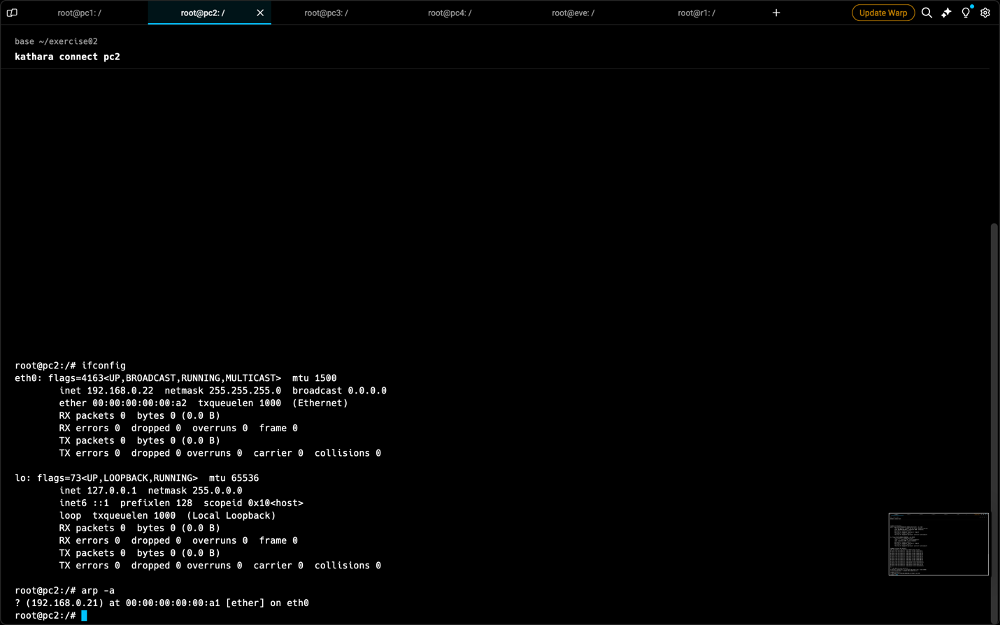 root@pc1: /
root@pc2: /
root@pc3: /
root@pc4: /
root@eve: /
root@r1: /
Update Warp
base ~/exercise02
kathara connect pc2
root@pc2:/# ifconfig
eth0: flags=4163<UP,BROADCAST,RUNNING,MULTICAST>  mtu 1500
        inet 192.168.0.22  netmask 255.255.255.0  broadcast 0.0.0.0
        ether 00:00:00:00:00:a2  txqueuelen 1000  (Ethernet)
        RX packets 0  bytes 0 (0.0 B)
        RX errors 0  dropped 0  overruns 0  frame 0
        TX packets 0  bytes 0 (0.0 B)
        TX errors 0  dropped 0 overruns 0  carrier 0  collisions 0
lo: flags=73<UP,LOOPBACK,RUNNING>  mtu 65536
        inet 127.0.0.1  netmask 255.0.0.0
        inet6 ::1  prefixlen 128  scopeid 0x10<host>
        loop  txqueuelen 1000  (Local Loopback)
        RX packets 0  bytes 0 (0.0 B)
        RX errors 0  dropped 0  overruns 0  frame 0
        TX packets 0  bytes 0 (0.0 B)
        TX errors 0  dropped 0 overruns 0  carrier 0  collisions 0
root@pc2:/# arp -a
? (192.168.0.21) at 00:00:00:00:00:a1 [ether] on eth0
root@pc2:/#